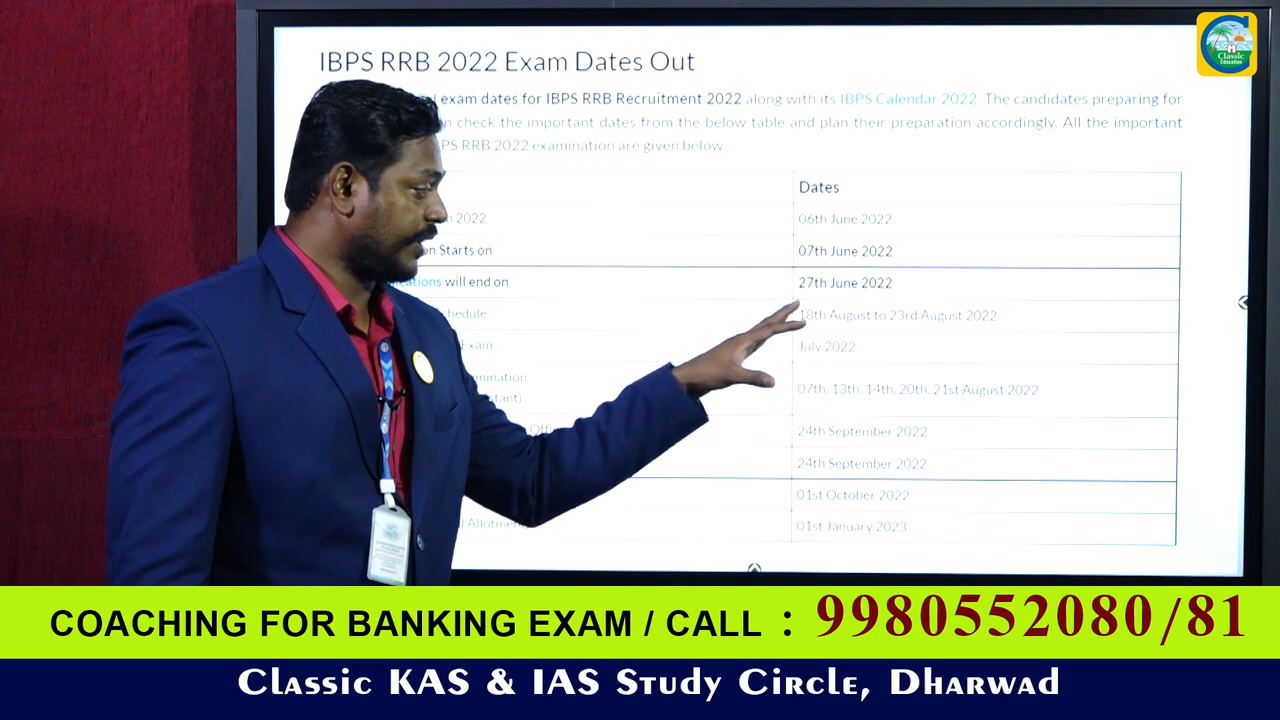 Classic
Education
IBPS RRB 2022 Exam Dates Out
exam dates for IBPS RRB Recruitment 2022 along with its IBPS Calendar 2022. The candidates preparing for
check the important dates from the below table and plan their preparation accordingly. All the important
PS RRB 2022 examination are given below
Dates
2022 06th June 2022
on Starts on 07th June 2022
will end on 27th June 2022
18th August to 23rd August 2022
Exam July 2022
07th, 13th, 14th, 20th, 21st August 2022
24th September 2022
24th September 2022
01st October 2022
01st January 2023
COACHING FOR BANKING EXAM / CALL : 9980552080/81
Classic KAS & IAS Study Circle, Dharwad